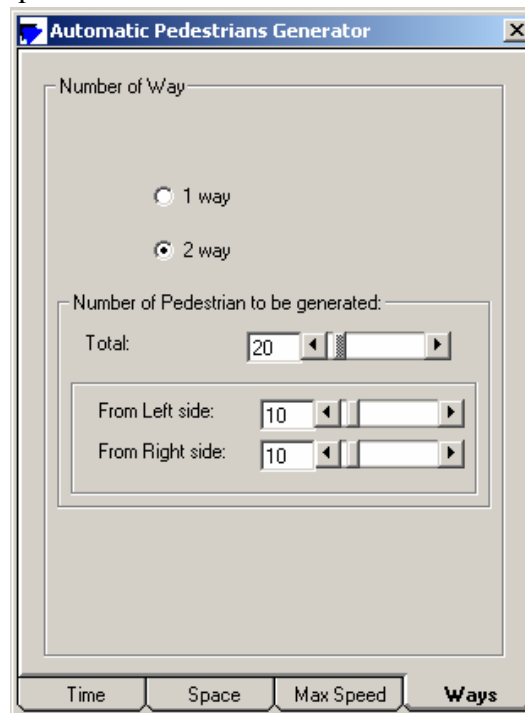 Automatic Pedestrians Generator
Number of Way
1 way
2 way
Number of Pedestrian to be generated:
Total: 20
From Left side: 10
From Right side: 10
Time Space Max Speed Ways